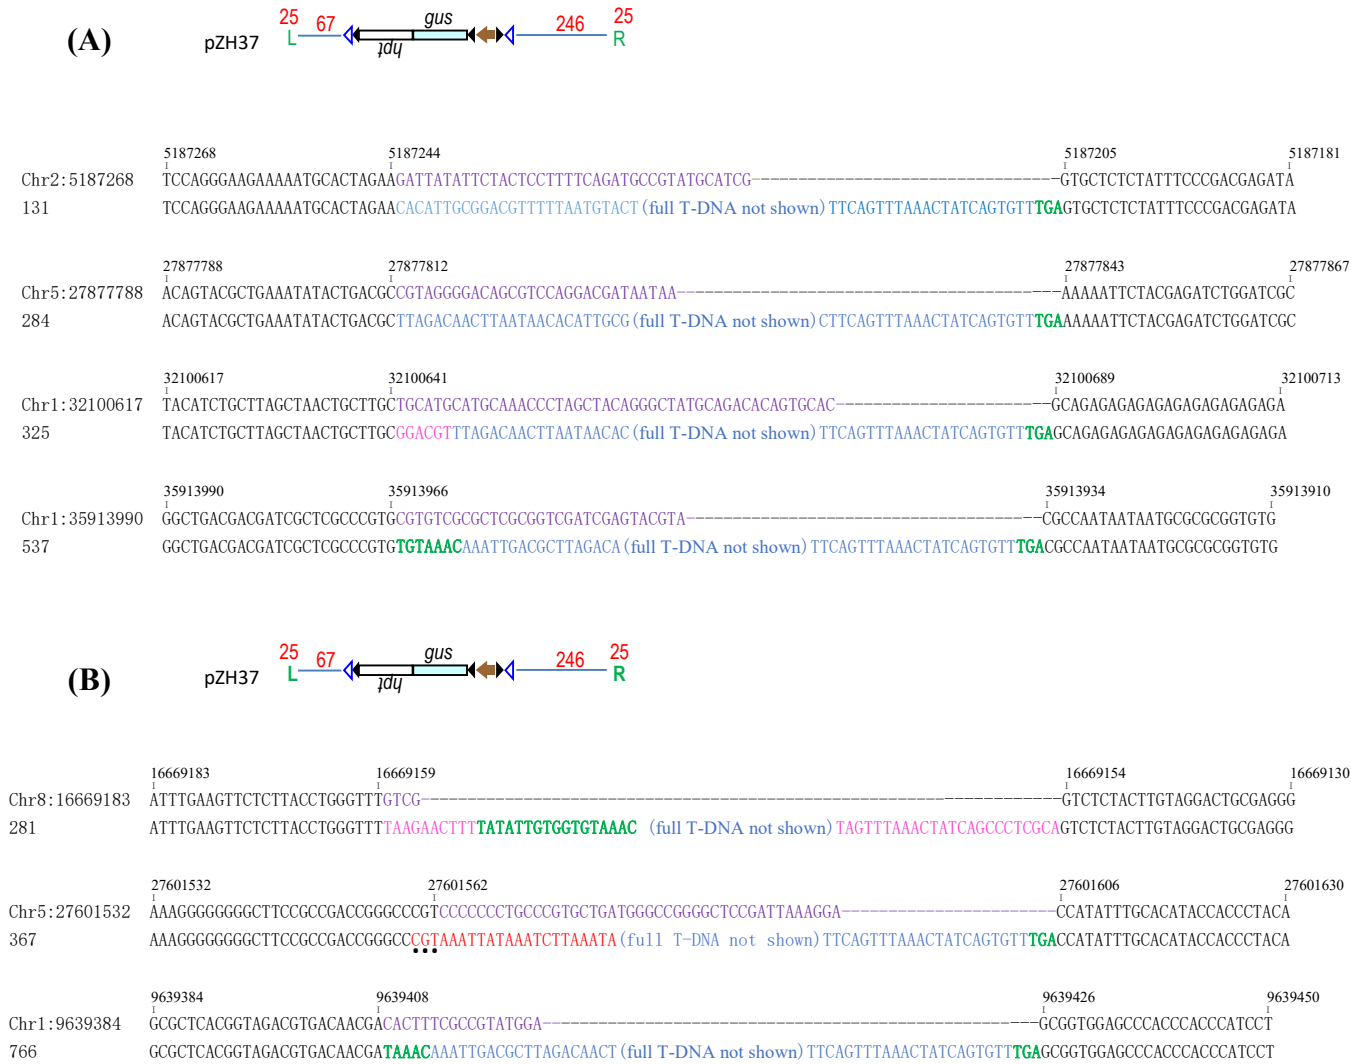 (A)
pZH37 25 L 67 hpt gus 246 25 R
5187268 5187244 5187205 5187181
Chr2:5187268 TCCAGGGAAGAAAAATGCACTAGAAGATTATATTCTACTCCTTTTCAGATGCCGTATGCATCG------GTGCTCTCTATTTCCCGACGAGATA
131 TCCAGGGAAGAAAAATGCACTAGAACACATTGCGGACGTTTTTAATGTACT(full T-DNA not shown)TTCAGTTTAAACTATCAGTGTTTGAGTGCTCTCTATTTCCCGACGAGATA
27877788 27877812 27877843 27877867
Chr5:27877788 ACAGTACGCTGAAATATACTGACGCCGTAGGGGACAGCGTCCAGGACGATAATAA------AAAAATTCTACGAGATCTGGATCGC
284 ACAGTACGCTGAAATATACTGACGCTTAGACAACTTAATAACACATTGCG(full T-DNA not shown)CTTCAGTTTAAACTATCAGTGTTTGAAAAAATTCTACGAGATCTGGATCGC
32100617 32100641 32100689 32100713
Chr1:32100617 TACATCTGCTTAGCTAACTGCTTGCTGCATGCATGCAAACCCTAGCTACAGGGCTATGCAGACACAGTGCAC------GCAGAGAGAGAGAGAGAGAGAGAGA
325 TACATCTGCTTAGCTAACTGCTTGCGGACGTTTAGACAACTTAATAACAC(full T-DNA not shown)TTCAGTTTAAACTATCAGTGTTTGAGCAGAGAGAGAGAGAGAGAGAGAGA
35913990 35913966 35913934 35913910
Chr1:35913990 GGCTGACGACGATCGCTCGCCCGTGCGTGTCGCGCTCGCGGTCGATCGAGTACGTA------CGCCAATAATAATGCGCGCGGTGTG
537 GGCTGACGACGATCGCTCGCCCGTGTGTAAACAAATTGACGCTTAGACA(full T-DNA not shown)TTCAGTTTAAACTATCAGTGTTTGACGCCAATAATAATGCGCGCGGTGTG
(B)
pZH37 25 L 67 hpt gus 246 25 R
16669183 16669159 16669154 16669130
Chr8:16669183 ATTTGAAGTTCTCTTACCTGGGTTTGTCG------GTCTCTACTTGTAGGACTGCGAGGG
281 ATTTGAAGTTCTCTTACCTGGGTTTTAAGAACTTTTATATTGTGGTGTAAAC (full T-DNA not shown)TAGTTTAAACTATCAGCCCTCGCAGTCTCTACTTGTAGGACTGCGAGGG
27601532 27601562 27601606 27601630
Chr5:27601532 AAAGGGGGGGGCTTCCGCCGACCGGGCCCGTCCCCCCCTGCCCGTGCTGATGGGCCGGGGCTCCGATTAAAGGA------CCATATTTGCACATACCACCCTACA
367 AAAGGGGGGGGCTTCCGCCGACCGGGCCCGTAAATTATAAATCTTAAATA(full T-DNA not shown)TTCAGTTTAAACTATCAGTGTTTGACCATATTTGCACATACCACCCTACA
9639384 9639408 9639426 9639450
Chr1:9639384 GCGCTCACGGTAGACGTGACAACGACACTTTCGCCGTATGGA------GCGGTGGAGCCCACCCACCCATCCT
766 GCGCTCACGGTAGACGTGACAACGATAAACAAATTGACGCTTAGACAACT(full T-DNA not shown)TTCAGTTTAAACTATCAGTGTTTGAGCGGTGGAGCCCACCCACCCATCCT